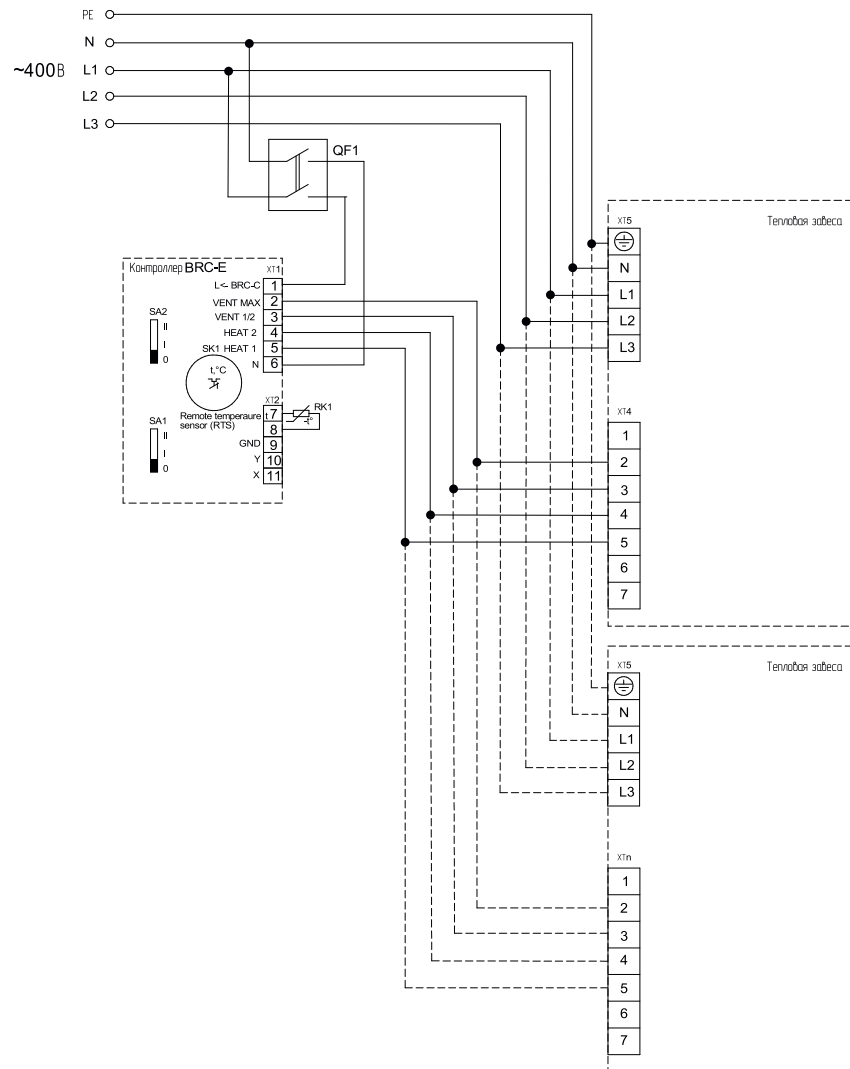 PE
N
~400В
L1
L2
L3
QF1
XT5
Тепловая завеса
N
L1
L2
L3
Контроллер BRC-E
XT1
L<- BRC-C 1
VENT MAX 2
VENT 1/2 3
HEAT 2 4
SK1 HEAT 1 5
N 6
SA2
II
I
0
t,°C
XT2
Remote temperaure
sensor (RTS)
t 7
8
GND 9
Y 10
X 11
RK1
-t°
SA1
II
I
0
XT4
1
2
3
4
5
6
7
XT5
Тепловая завеса
N
L1
L2
L3
XTn
1
2
3
4
5
6
7